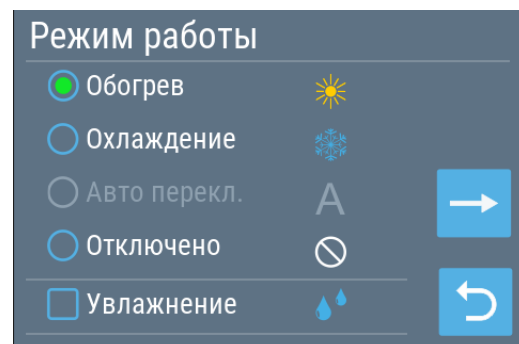 Режим работы
Обогрев
Охлаждение
Авто перекл. A
Отключено
Увлажнение